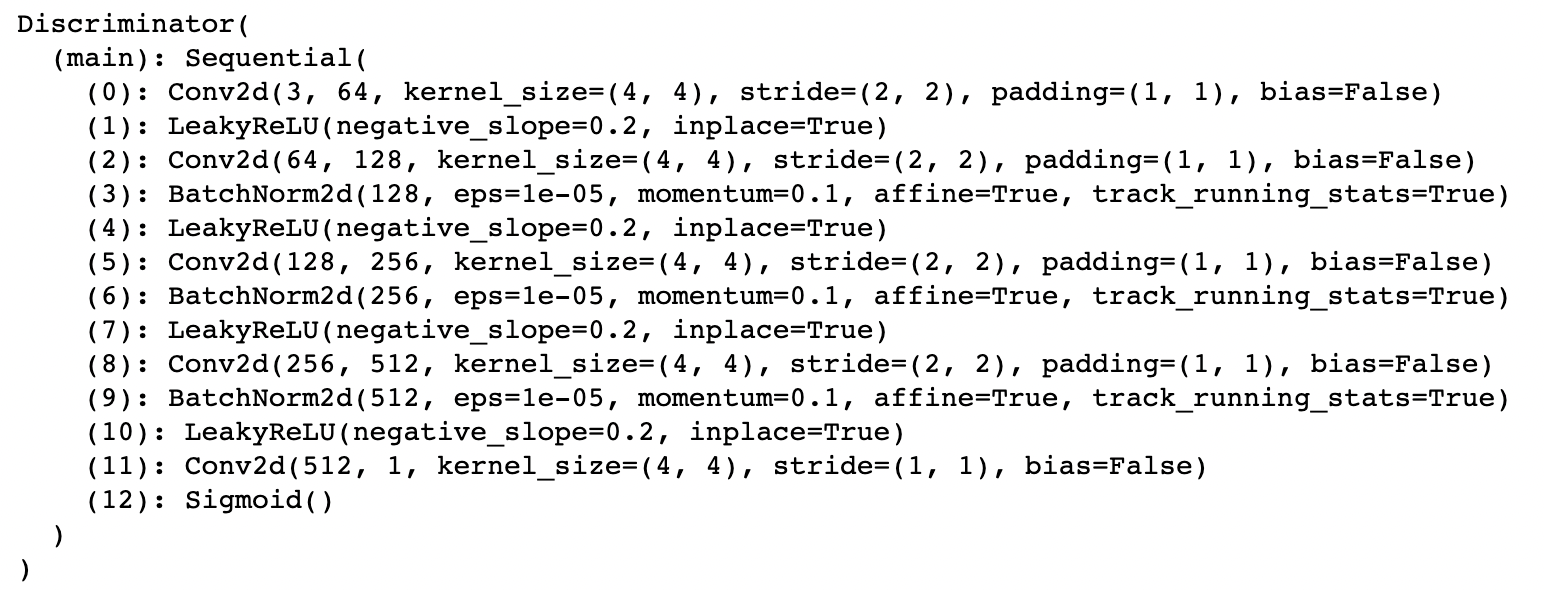 Discriminator(
  (main): Sequential(
    (0): Conv2d(3, 64, kernel_size=(4, 4), stride=(2, 2), padding=(1, 1), bias=False)
    (1): LeakyReLU(negative_slope=0.2, inplace=True)
    (2): Conv2d(64, 128, kernel_size=(4, 4), stride=(2, 2), padding=(1, 1), bias=False)
    (3): BatchNorm2d(128, eps=1e-05, momentum=0.1, affine=True, track_running_stats=True)
    (4): LeakyReLU(negative_slope=0.2, inplace=True)
    (5): Conv2d(128, 256, kernel_size=(4, 4), stride=(2, 2), padding=(1, 1), bias=False)
    (6): BatchNorm2d(256, eps=1e-05, momentum=0.1, affine=True, track_running_stats=True)
    (7): LeakyReLU(negative_slope=0.2, inplace=True)
    (8): Conv2d(256, 512, kernel_size=(4, 4), stride=(2, 2), padding=(1, 1), bias=False)
    (9): BatchNorm2d(512, eps=1e-05, momentum=0.1, affine=True, track_running_stats=True)
    (10): LeakyReLU(negative_slope=0.2, inplace=True)
    (11): Conv2d(512, 1, kernel_size=(4, 4), stride=(1, 1), bias=False)
    (12): Sigmoid()
  )
)